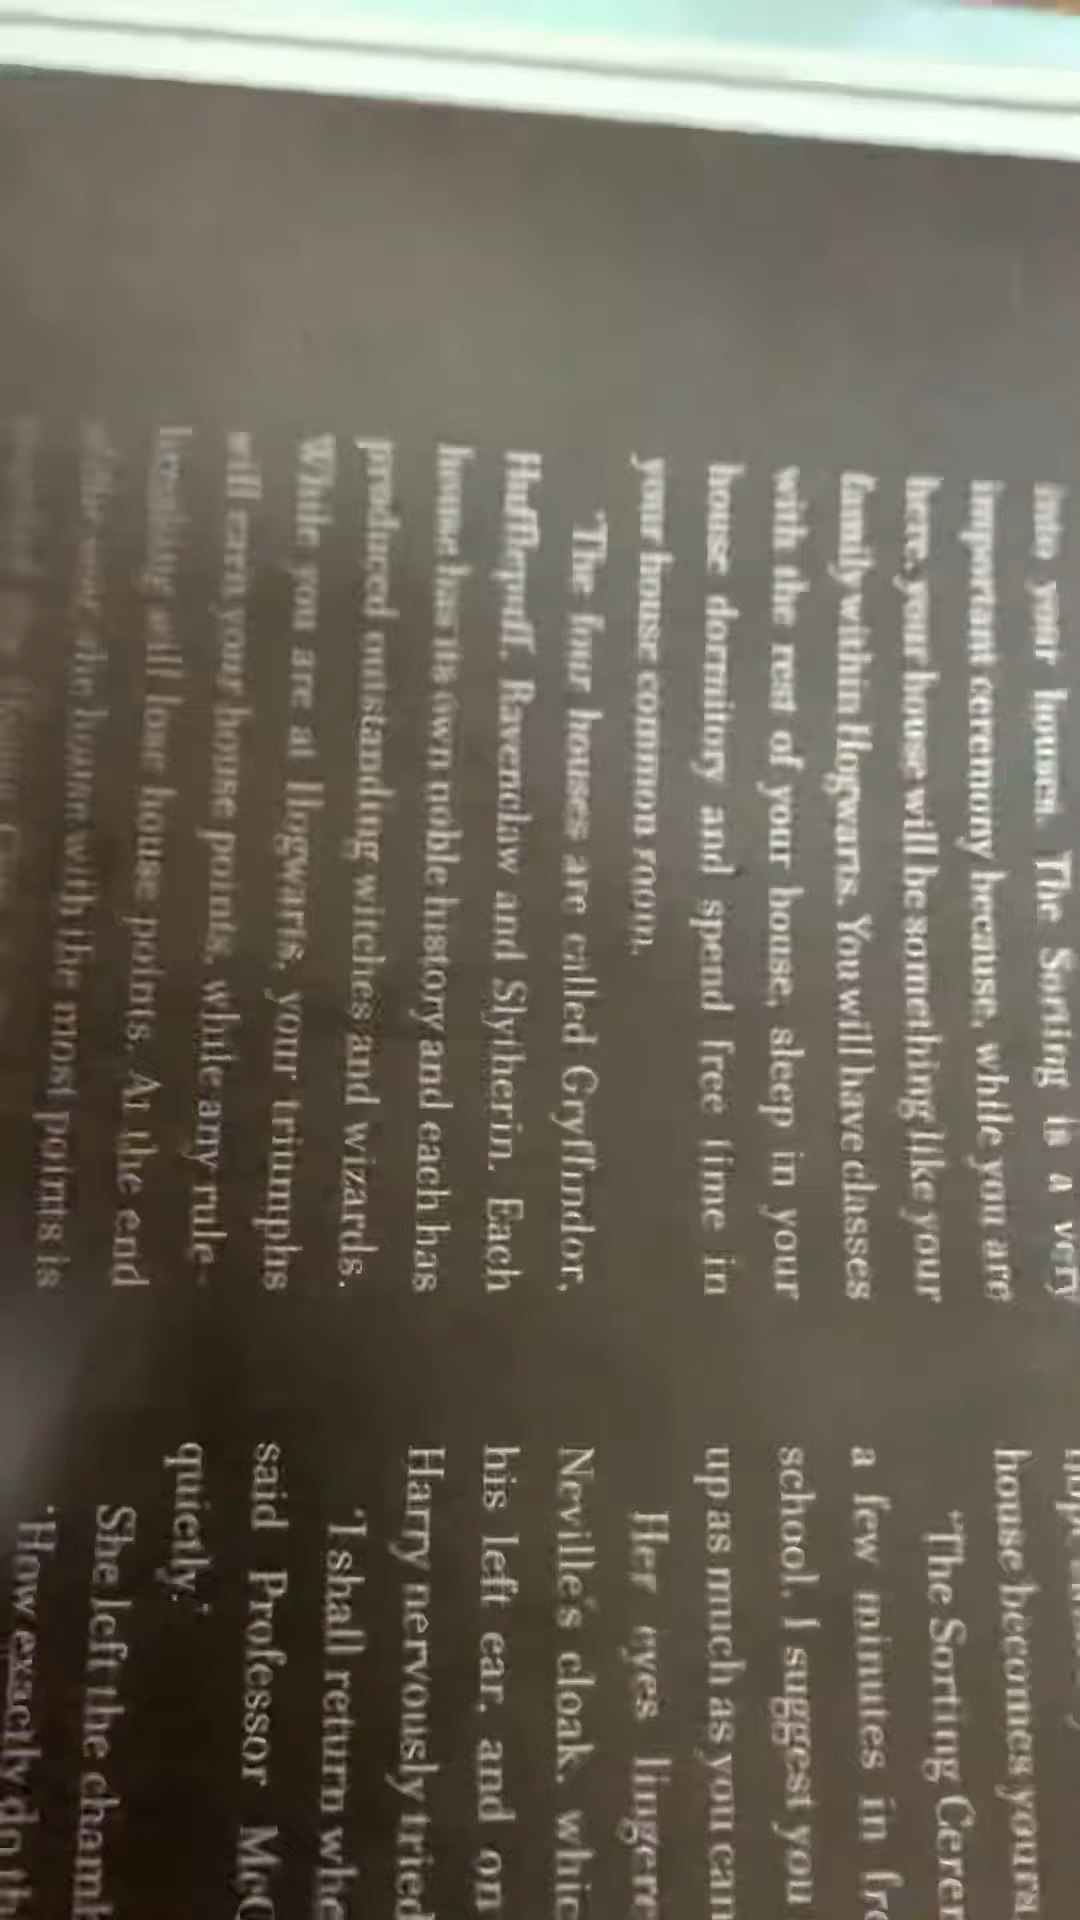 into your houses. The Sorting is a very
important ceremony because, while you are
here, your house will be something like your
family within Hogwarts. You will have classes
with the rest of your house, sleep in your
house dormitory and spend free time in
your house common room.
'The four houses are called Gryffindor,
Hufflepuff, Ravenclaw and Slytherin. Each
house has its own noble history and each has
produced outstanding witches and wizards.
While you are at Hogwarts, your triumphs
will earn your house points, while any rule-
breaking will lose house points. At the end
the house with the most points is
house becomes yours.
'The Sorting Cerem
a few minutes in fro
school. I suggest you
up as much as you can
Her eyes lingere
Neville's cloak, whic
his left ear, and on
Harry nervously tried
'I shall return whe
said Professor McG
quietly.'
She left the chamb
'How exactly do th